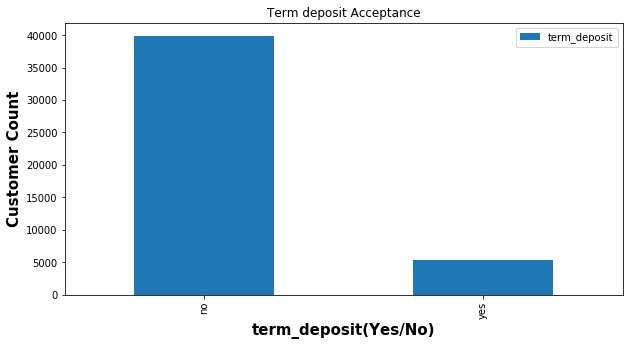 Term deposit Acceptance
term_deposit
40000
35000
30000
25000
20000
15000
10000
5000
0
Customer Count
no
yes
term_deposit(Yes/No)